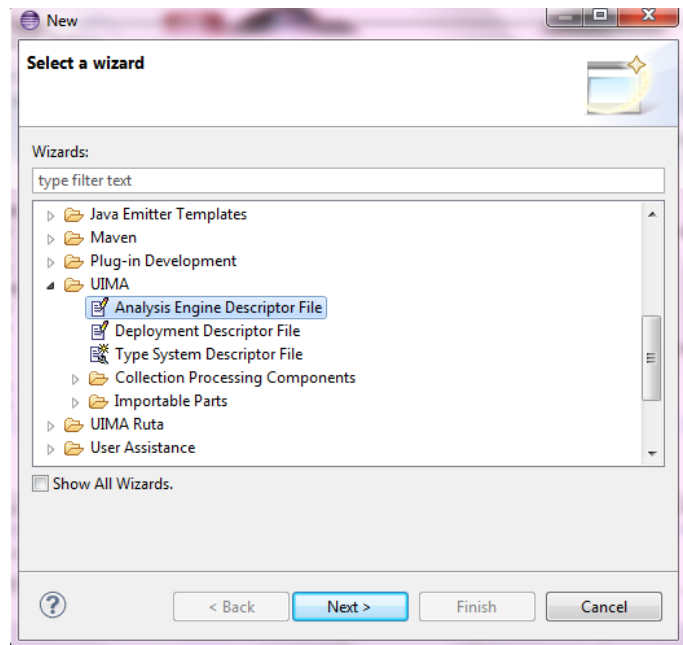 New
Select a wizard
Wizards:
type filter text
Java Emitter Templates
Maven
Plug-in Development
UIMA
Analysis Engine Descriptor File
Deployment Descriptor File
Type System Descriptor File
Collection Processing Components
Importable Parts
UIMA Ruta
User Assistance
Show All Wizards.
? < Back Next > Finish Cancel